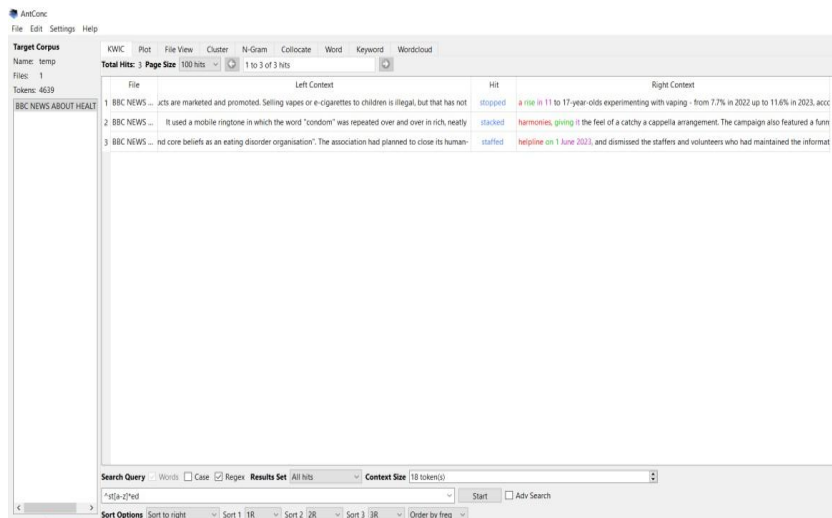 AntConc
File Edit Settings Help
Target Corpus
Name: temp
Files: 1
Tokens: 4639
BBC NEWS ABOUT HEALT
KWIC Plot File View Cluster N-Gram Collocate Word Keyword Wordcloud
Total Hits: 3 Page Size 100 hits 1 to 3 of 3 hits
File Left Context Hit Right Context
1 BBC NEWS ... ucts are marketed and promoted. Selling vapes or e-cigarettes to children is illegal, but that has not stopped a rise in 11 to 17-year-olds experimenting with vaping - from 7.7% in 2022 up to 11.6% in 2023, acco
2 BBC NEWS ... It used a mobile ringtone in which the word "condom" was repeated over and over in rich, neatly stacked harmonies, giving it the feel of a catchy a cappella arrangement. The campaign also featured a funn
3 BBC NEWS ... nd core beliefs as an eating disorder organisation". The association had planned to close its human- staffed helpline on 1 June 2023, and dismissed the staffers and volunteers who had maintained the informat
Search Query Words Case Regex Results Set All hits Context Size 18 token(s)
^st[a-z]*ed Start Adv Search
Sort Options Sort to right Sort 1 1R Sort 2 2R Sort 3 3R Order by freq